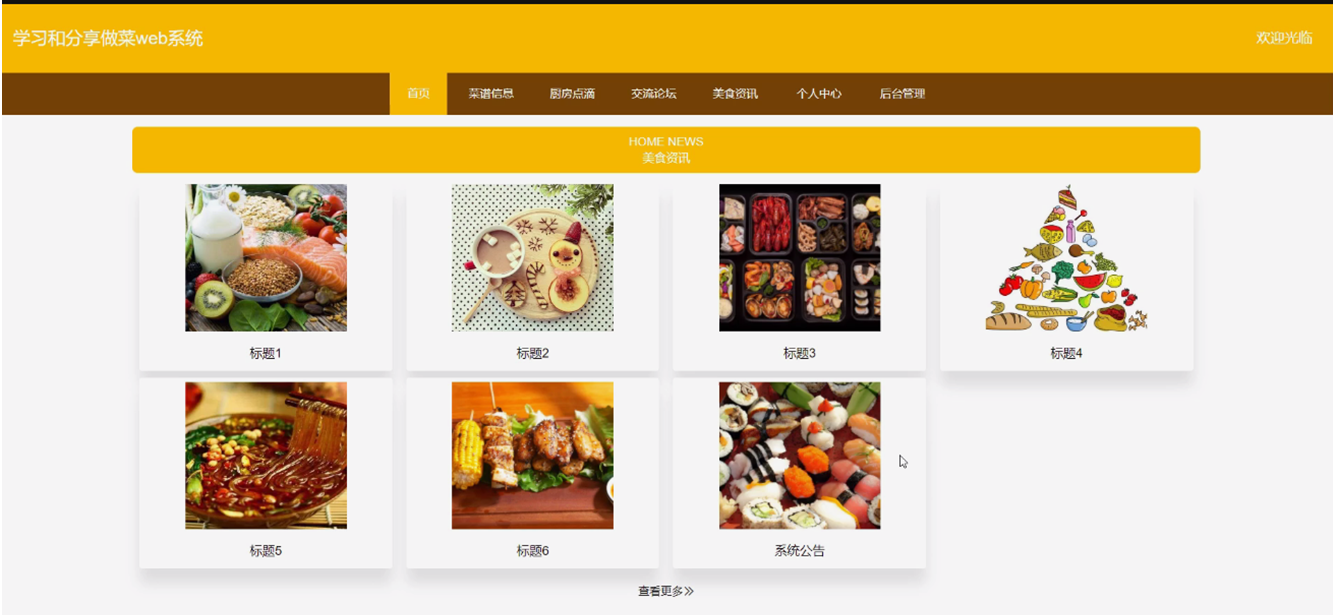 学习和分享做菜web系统
欢迎光临
首页 菜谱信息 厨房点滴 交流论坛 美食资讯 个人中心 后台管理
HOME NEWS
美食资讯
标题1 标题2 标题3 标题4
标题5 标题6 系统公告
查看更多